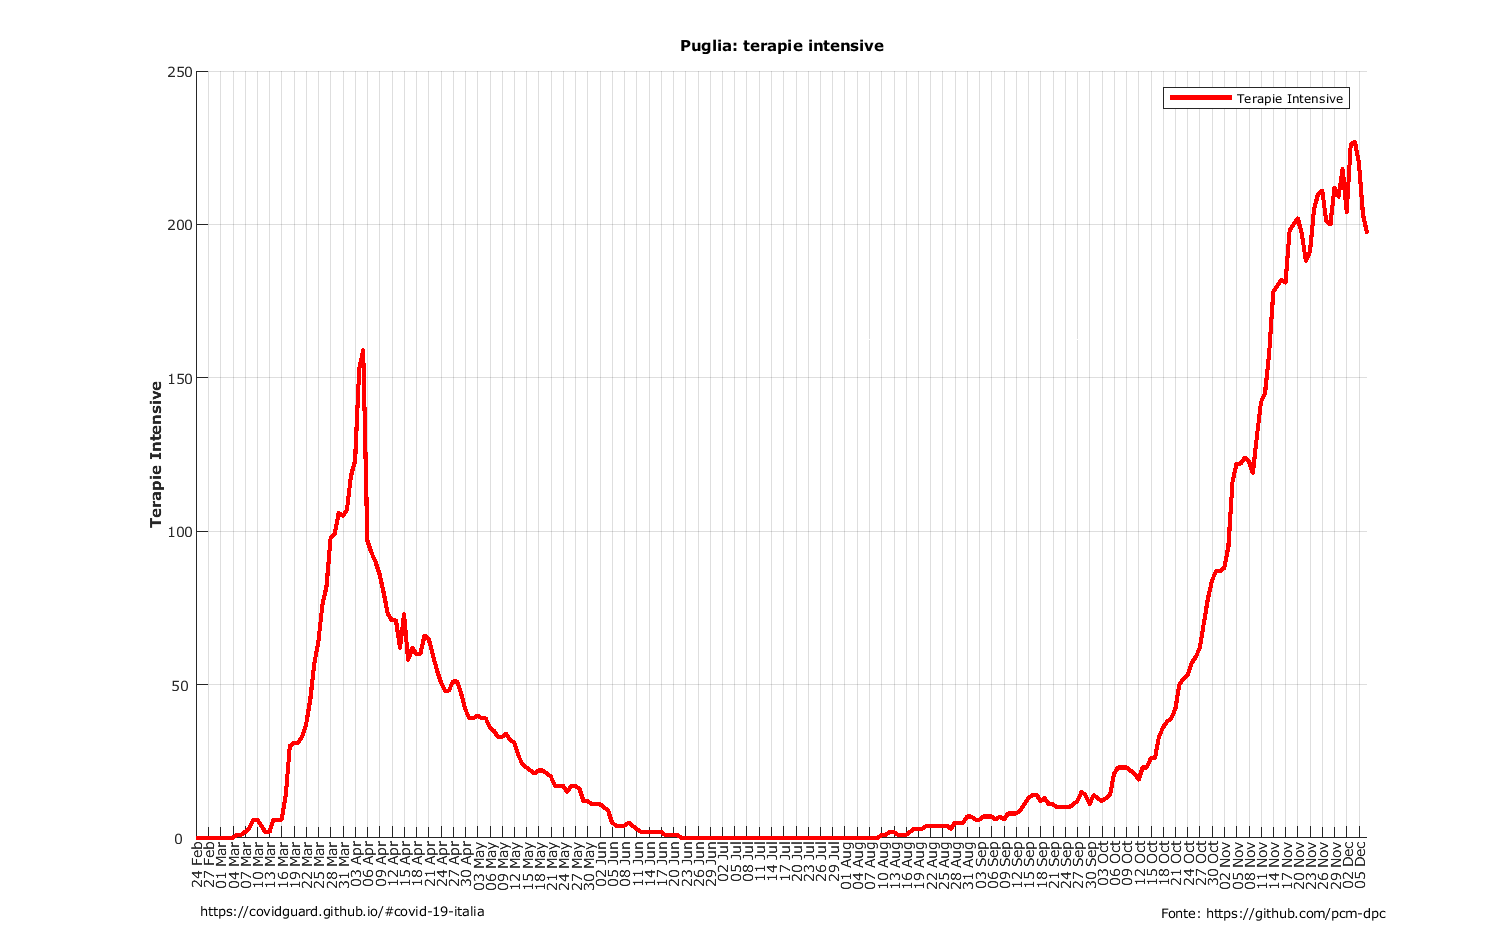 Puglia: terapie intensive
Terapie Intensive
Terapie Intensive
250
200
150
100
50
0
24 Feb
27 Feb
01 Mar
04 Mar
07 Mar
10 Mar
13 Mar
16 Mar
19 Mar
22 Mar
25 Mar
28 Mar
31 Mar
03 Apr
06 Apr
09 Apr
12 Apr
15 Apr
18 Apr
21 Apr
24 Apr
27 Apr
30 Apr
03 May
06 May
09 May
12 May
15 May
18 May
21 May
24 May
27 May
30 May
02 Jun
05 Jun
08 Jun
11 Jun
14 Jun
17 Jun
20 Jun
23 Jun
26 Jun
29 Jun
02 Jul
05 Jul
08 Jul
11 Jul
14 Jul
17 Jul
20 Jul
23 Jul
26 Jul
29 Jul
01 Aug
04 Aug
07 Aug
10 Aug
13 Aug
16 Aug
19 Aug
22 Aug
25 Aug
28 Aug
31 Aug
03 Sep
06 Sep
09 Sep
12 Sep
15 Sep
18 Sep
21 Sep
24 Sep
27 Sep
30 Sep
03 Oct
06 Oct
09 Oct
12 Oct
15 Oct
18 Oct
21 Oct
24 Oct
27 Oct
30 Oct
02 Nov
05 Nov
08 Nov
11 Nov
14 Nov
17 Nov
20 Nov
23 Nov
26 Nov
29 Nov
02 Dec
05 Dec
https://covidguard.github.io/#covid-19-italia
Fonte: https://github.com/pcm-dpc